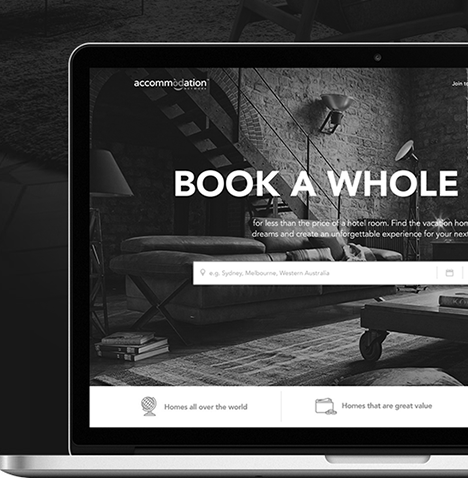 accommodation
Join to
BOOK A WHOLE
for less than the price of a hotel room. Find the vacation hom
dreams and create an unforgettable experience for your next
e.g. Sydney, Melbourne, Western-Australia
Homes all over the world
Homes that are great value